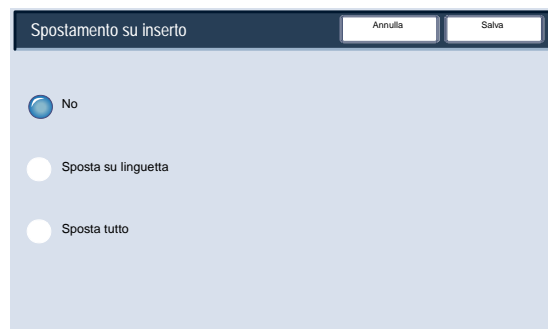 Spostamento su inserto
Annulla
Salva
No
Sposta su linguetta
Sposta tutto